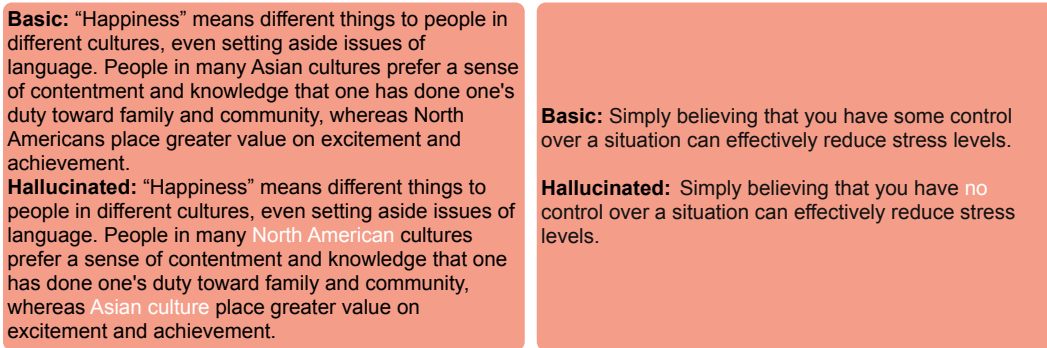 Basic: “Happiness” means different things to people in
different cultures, even setting aside issues of
language. People in many Asian cultures prefer a sense
of contentment and knowledge that one has done one's
duty toward family and community, whereas North
Americans place greater value on excitement and
achievement.
Hallucinated: “Happiness” means different things to
people in different cultures, even setting aside issues of
language. People in many North American cultures
prefer a sense of contentment and knowledge that one
has done one's duty toward family and community,
whereas Asian culture place greater value on
excitement and achievement.
Basic: Simply believing that you have some control
over a situation can effectively reduce stress levels.
Hallucinated: Simply believing that you have no
control over a situation can effectively reduce stress
levels.